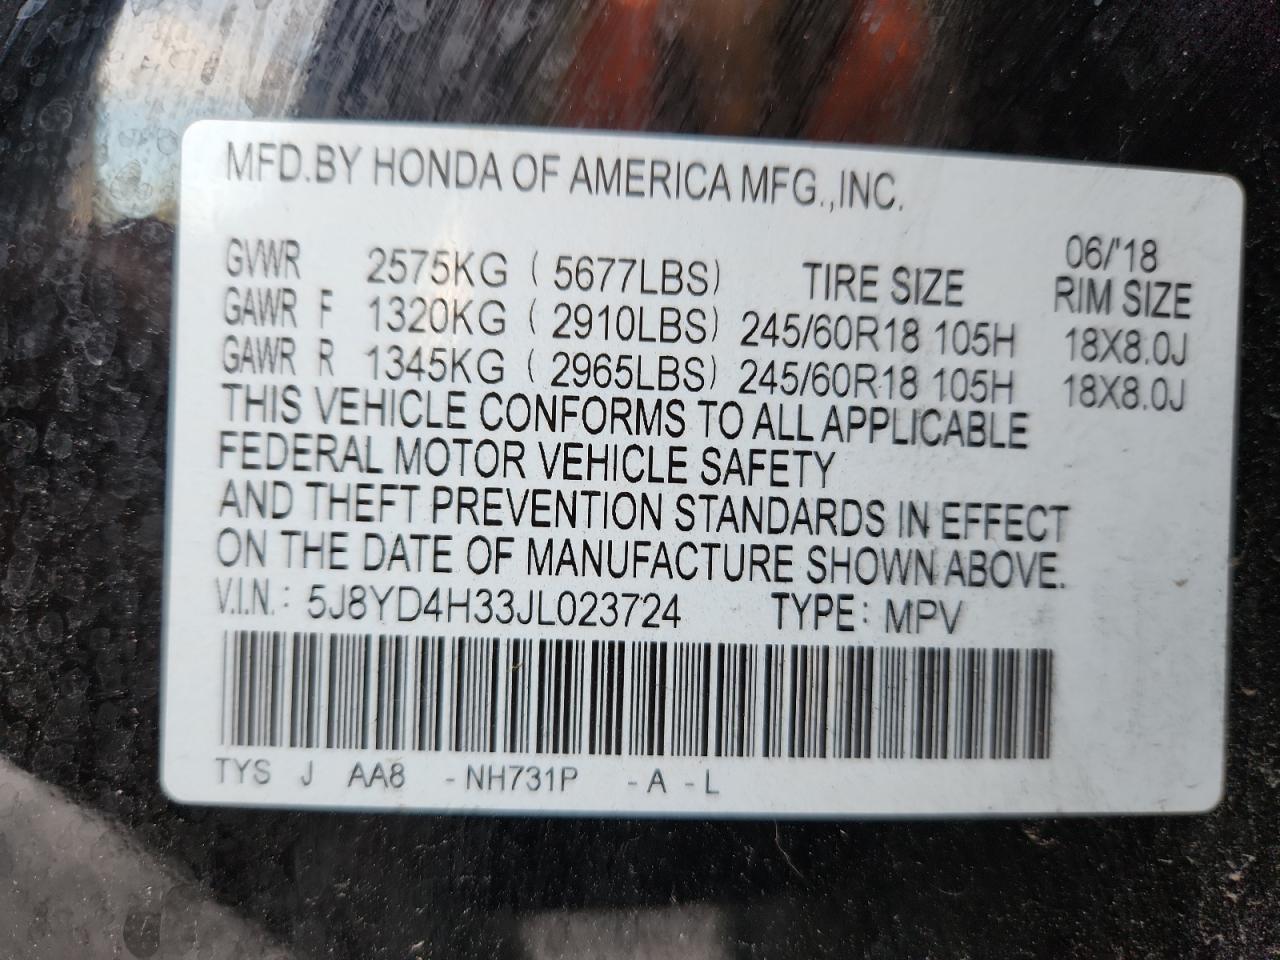 MFD.BY HONDA OF AMERICA MFG.,INC.
06/'18
GVWR 2575KG ( 5677LBS) TIRE SIZE RIM SIZE
GAWR F 1320KG ( 2910LBS) 245/60R18 105H 18X8.0J
GAWR R 1345KG ( 2965LBS) 245/60R18 105H 18X8.0J
THIS VEHICLE CONFORMS TO ALL APPLICABLE
FEDERAL MOTOR VEHICLE SAFETY
AND THEFT PREVENTION STANDARDS IN EFFECT
ON THE DATE OF MANUFACTURE SHOWN ABOVE.
V.I.N.: 5J8YD4H33JL023724 TYPE: MPV
TYS J AA8 -NH731P -A -L